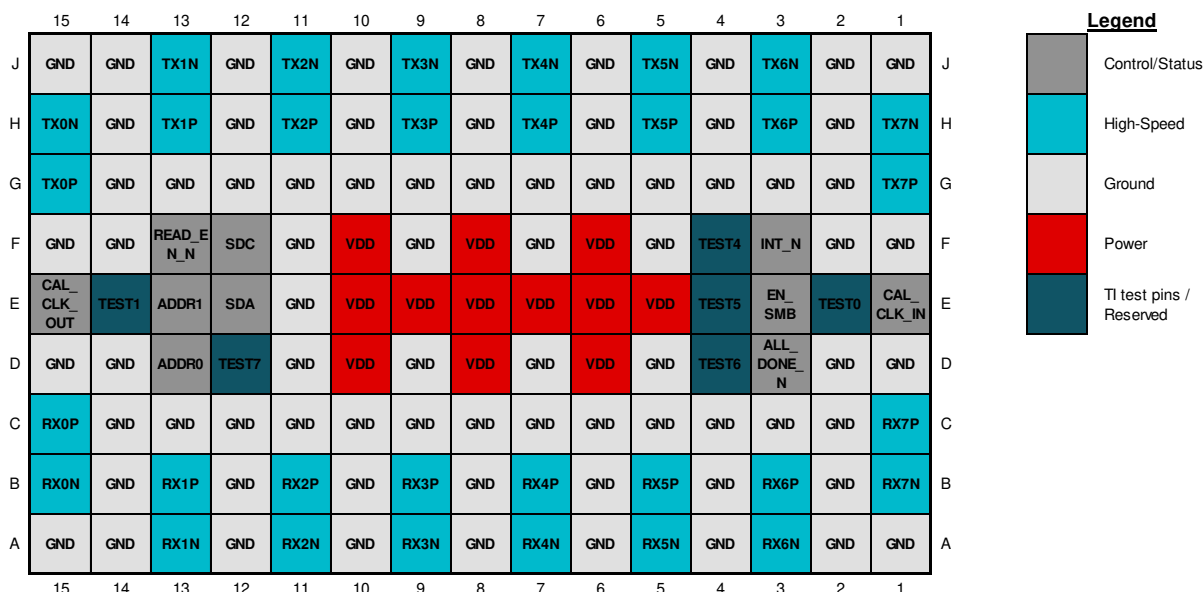 15 14 13 12 11 10 9 8 7 6 5 4 3 2 1
Legend
J GND GND TX1N GND TX2N GND TX3N GND TX4N GND TX5N GND TX6N GND GND J
Control/Status
H TX0N GND TX1P GND TX2P GND TX3P GND TX4P GND TX5P GND TX6P GND TX7N H
High-Speed
G TX0P GND GND GND GND GND GND GND GND GND GND GND GND GND TX7P G
Ground
F GND GND READ_E SDC GND VDD GND VDD GND VDD GND TEST4 INT_N GND GND F
N_N
Power
CAL_
E CLK_ TEST1 ADDR1 SDA GND VDD VDD VDD VDD VDD VDD TEST5 EN_ TEST0 CAL_ E
OUT SMB CLK_IN
TI test pins /
Reserved
ALL_
D GND GND ADDR0 TEST7 GND VDD GND VDD GND VDD GND TEST6 DONE_ GND GND D
N
C RX0P GND GND GND GND GND GND GND GND GND GND GND GND GND RX7P C
B RX0N GND RX1P GND RX2P GND RX3P GND RX4P GND RX5P GND RX6P GND RX7N B
A GND GND RX1N GND RX2N GND RX3N GND RX4N GND RX5N GND RX6N GND GND A
15 14 13 12 11 10 9 8 7 6 5 4 3 2 1